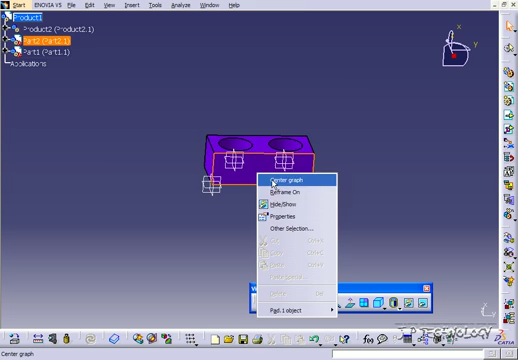 Start ENOVIA V5 File Edit View Insert Tools Analyze Window Help
Product1
Product2 (Product2.1)
Part2 (Part2.1)
Part1 (Part1.1)
Applications
x
y
Center graph
Reframe On
Hide/Show
Properties
Other Selection...
Cut Ctrl+X
Copy Ctrl+C
Paste Ctrl+V
Paste Special...
Delete Del
Pad.1 object
CATIA
Center graph